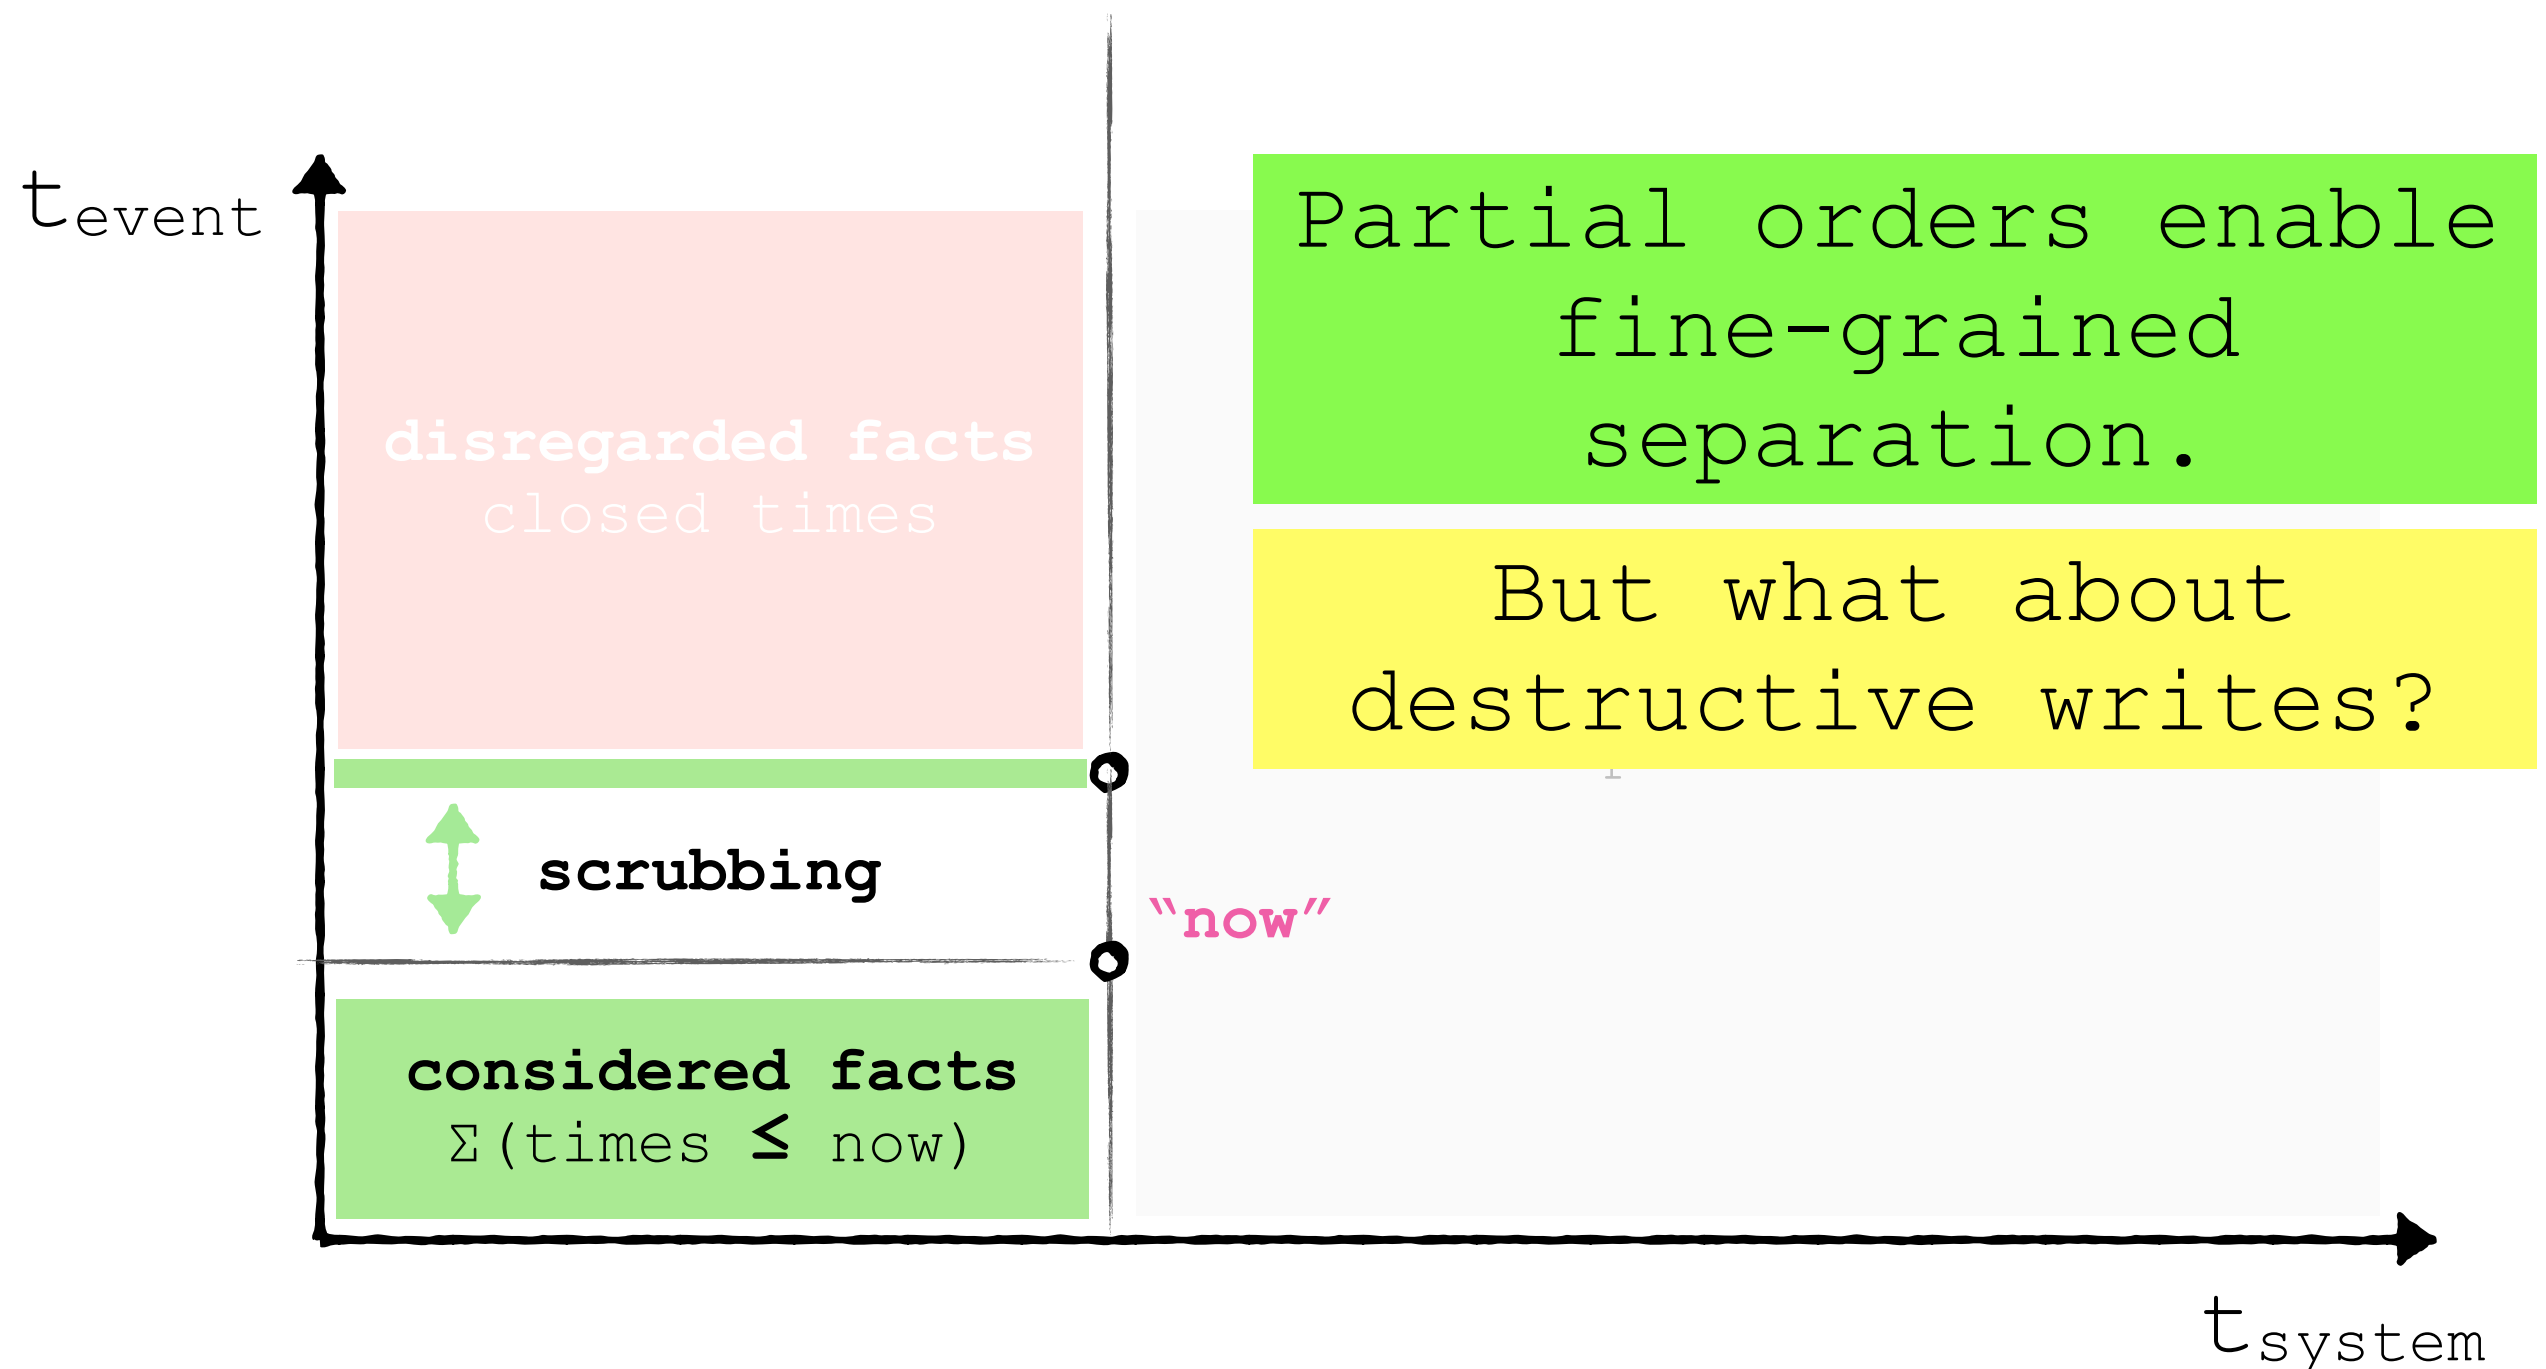 t event
Partial orders enable
fine-grained
separation.
disregarded facts
closed times
But what about
destructive writes?
scrubbing
“now”
considered facts
Σ(times ≤ now)
t system